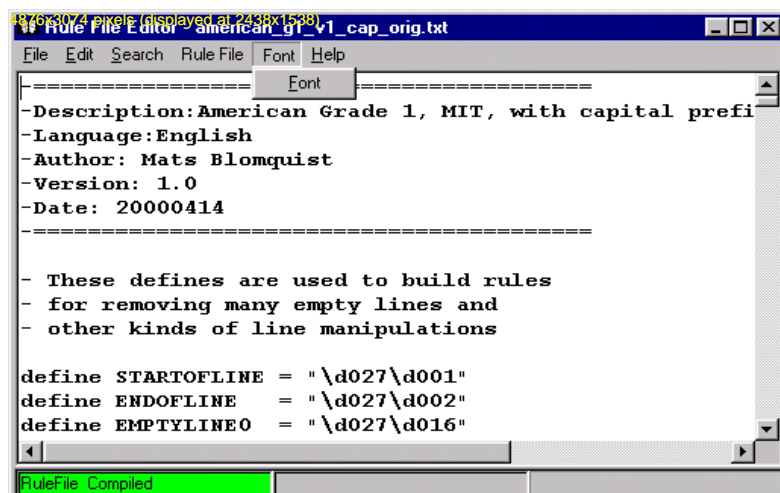 4876x3074 pixels (displayed at 2438x1538)
Rule File Editor - american_g1_v1_cap_orig.txt
File Edit Search Rule File Font Help
Font
-=======================================
-Description:American Grade 1, MIT, with capital prefi
-Language:English
-Author: Mats Blomquist
-Version: 1.0
-Date: 20000414
-=======================================
- These defines are used to build rules
- for removing many empty lines and
- other kinds of line manipulations
define STARTOFLINE = "\d027\d001"
define ENDOFLINE = "\d027\d002"
define EMPTYLINE0 = "\d027\d016"
RuleFile Compiled